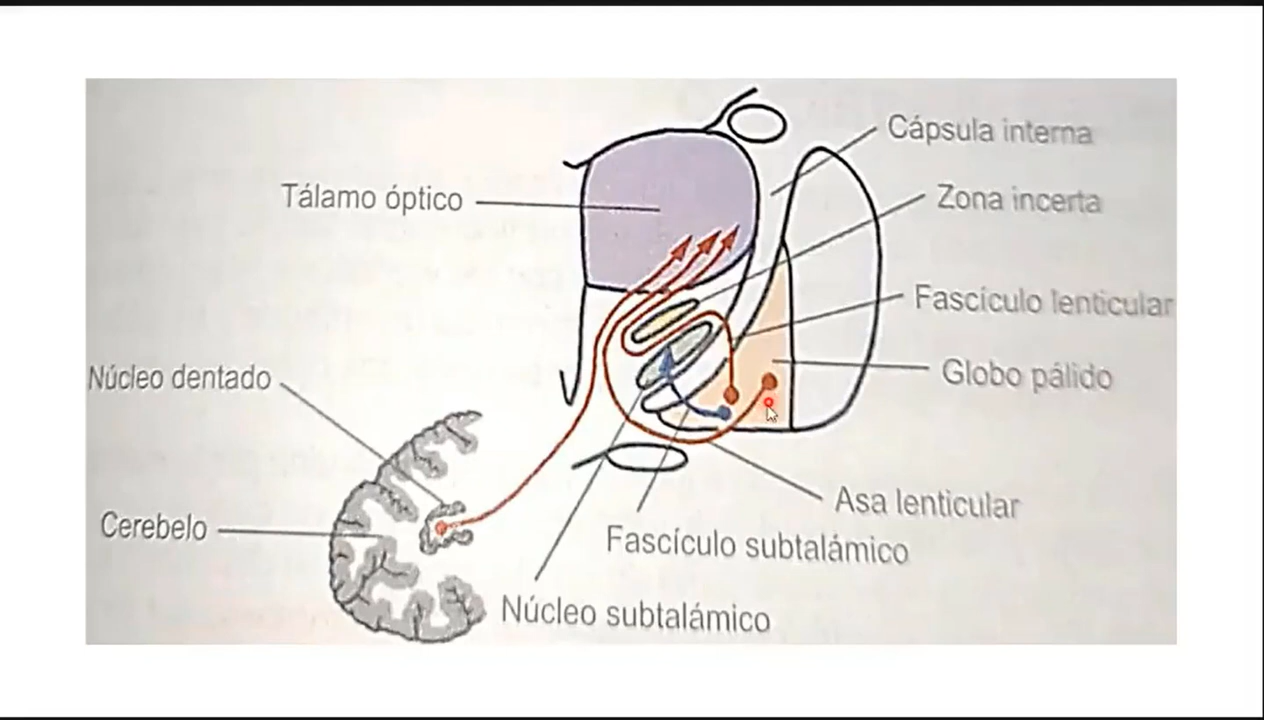 Cápsula interna
Tálamo óptico
Zona incerta
Fascículo lenticular
Núcleo dentado
Globo pálido
Asa lenticular
Cerebelo
Fascículo subtalámico
Núcleo subtalámico